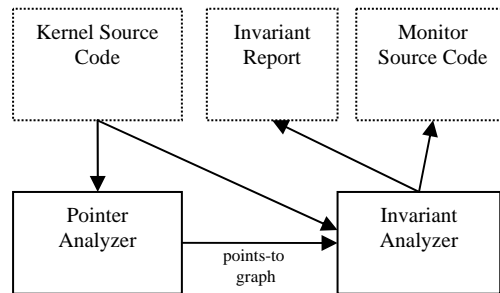 Kernel Source
Code
Invariant
Report
Monitor
Source Code
Pointer
Analyzer
points-to
graph
Invariant
Analyzer